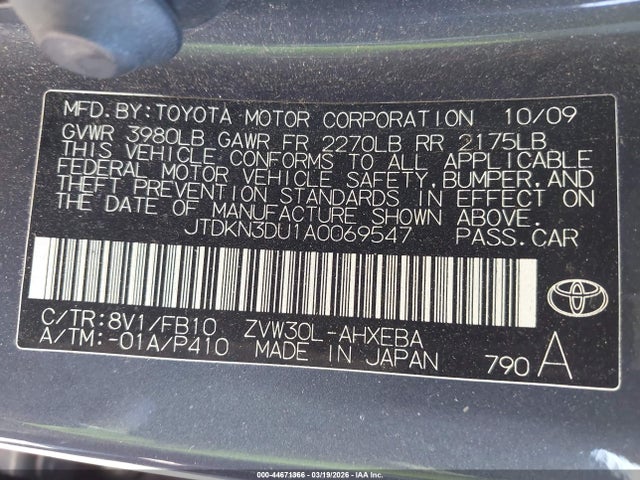 MFD.BY:TOYOTA MOTOR CORPORATION 10/09
GVWR 3980LB GAWR FR 2270LB RR 2175LB
THIS VEHICLE CONFORMS TO ALL APPLICABLE
FEDERAL MOTOR VEHICLE SAFETY,BUMPER,AND
THEFT PREVENTION STANDARDS IN EFFECT ON
THE DATE OF MANUFACTURE SHOWN ABOVE.
JTDKN3DU1A0069547 PASS.CAR
C/TR:8V1/FB10 ZVW30L-AHXEBA
A/TM:-01A/P410 MADE IN JAPAN 790 A
000-44671366 | 03/19/2026 | IAA Inc.